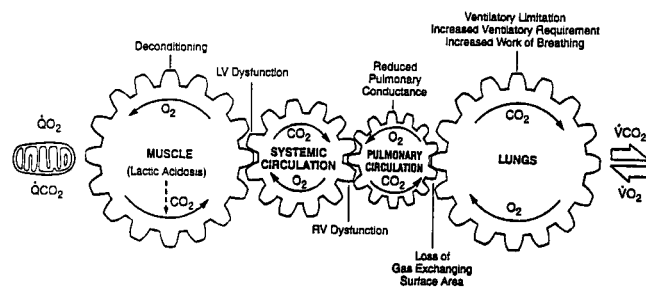 Ventilatory Limitation
Increased Ventilatory Requirement
Increased Work of Breathing
Deconditioning
LV Dysfunction
Reduced
Pulmonary
Conductance
Q̇O₂
Q̇CO₂
O₂
MUSCLE
(Lactic Acidosis)
CO₂
CO₂
SYSTEMIC
CIRCULATION
O₂
O₂
PULMONARY
CIRCULATION
CO₂
CO₂
LUNGS
O₂
V̇CO₂
V̇O₂
RV Dysfunction
Loss of
Gas Exchanging
Surface Area